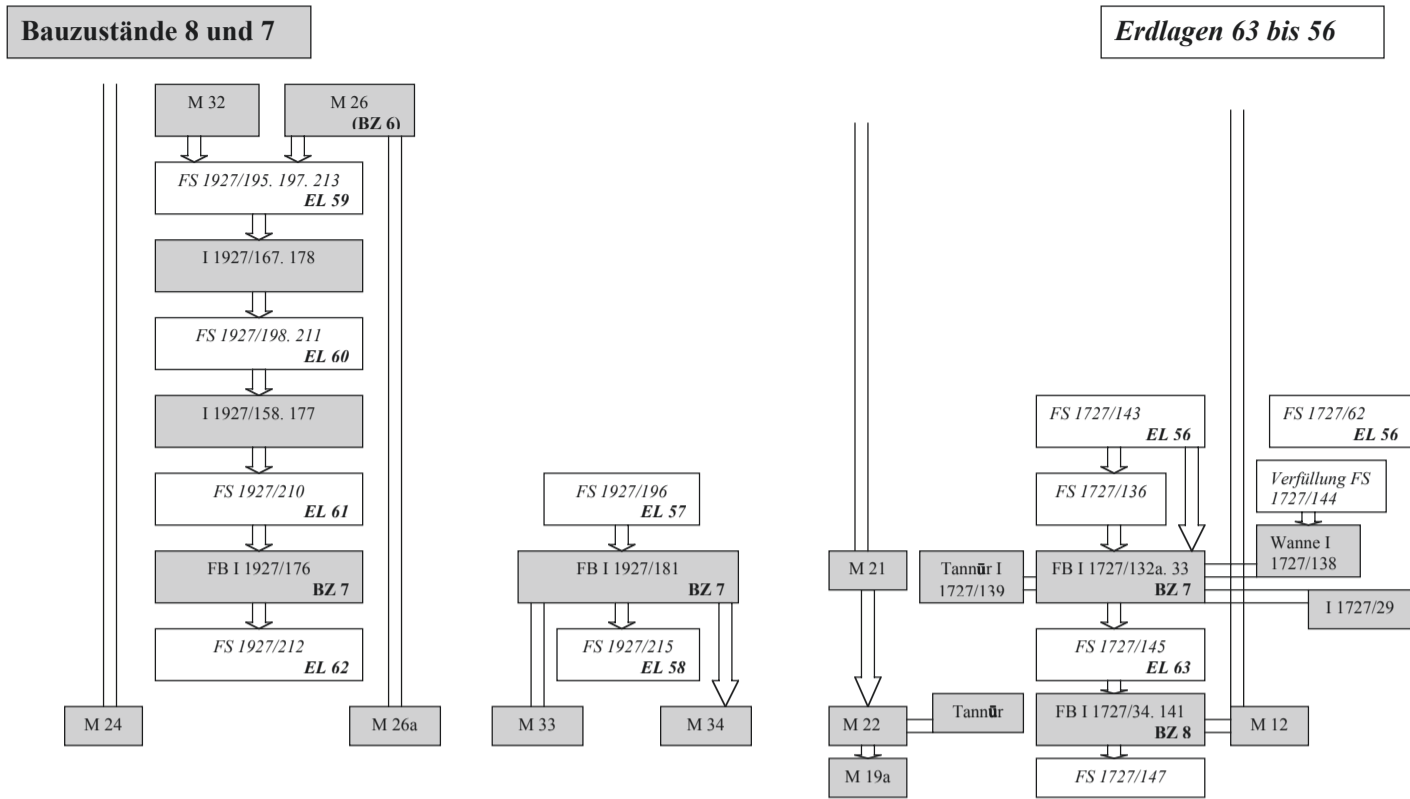 Bauzustände 8 und 7
Erdlagen 63 bis 56
M 32
M 26
(BZ 6)
FS 1927/195. 197. 213
EL 59
I 1927/167. 178
FS 1927/198. 211
EL 60
I 1927/158. 177
FS 1927/210
EL 61
FB I 1927/176
BZ 7
FS 1927/212
EL 62
M 24
M 26a
FS 1927/196
EL 57
FB I 1927/181
BZ 7
FS 1927/215
EL 58
M 33
M 34
M 21
M 22
M 19a
Tannūr
Tannūr I
1727/139
FS 1727/143
EL 56
FS 1727/136
FB I 1727/132a. 33
BZ 7
FS 1727/145
EL 63
FB I 1727/34. 141
BZ 8
FS 1727/147
FS 1727/62
EL 56
Verfüllung FS
1727/144
Wanne I
1727/138
I 1727/29
M 12